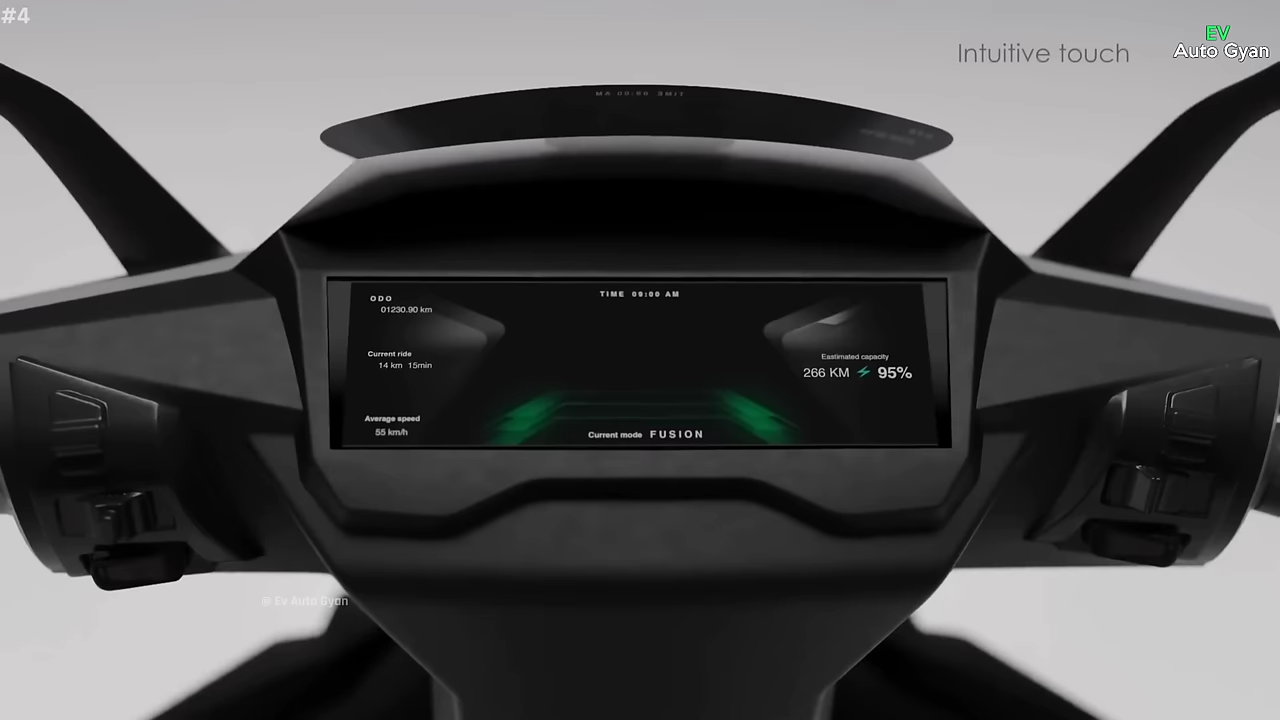 #4
EV
Auto Gyan
Intuitive touch
TIME 09:00 AM
ODO
01230.90 km
Current ride
14 km 15min
Average speed
55 km/h
Eastimated capacity
266 KM 95%
Current mode FUSION
@ Ev Auto Gyan